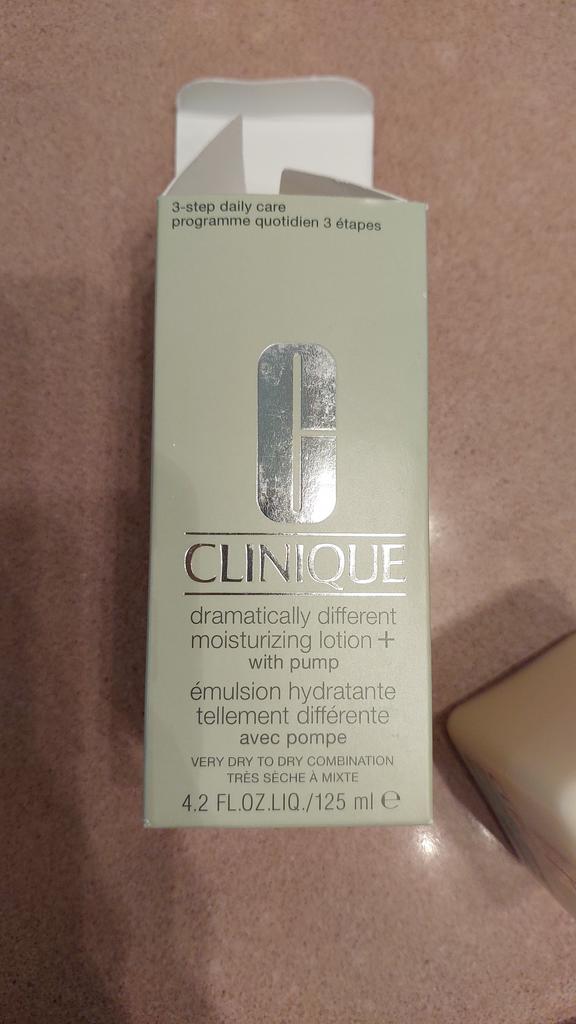 3-step daily care
programme quotidien 3 étapes
CLINIQUE
dramatically different
moisturizing lotion +
with pump
émulsion hydratante
tellement différente
avec pompe
VERY DRY TO DRY COMBINATION
TRÈS SÈCHE À MIXTE
4.2 FL.OZ.LIQ./125 ml ℮